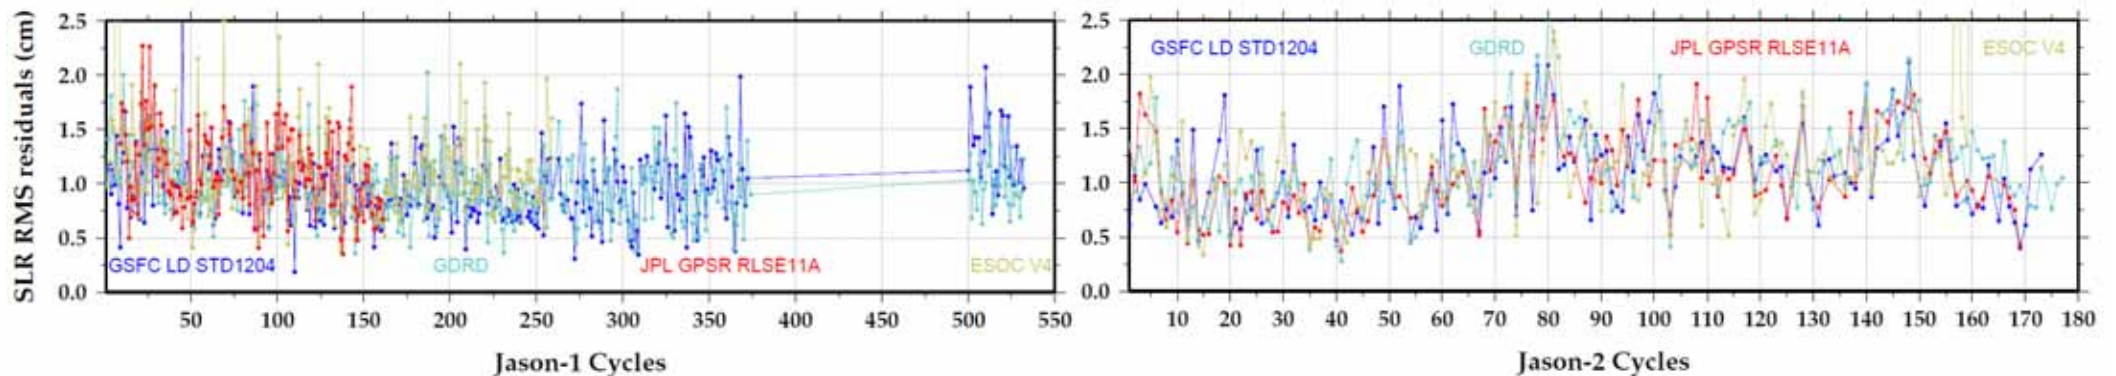 SLR RMS residuals (cm)
2.5
2.0
1.5
1.0
0.5
0.0
GSFC LD STD1204 GDRD JPL GPSR RLSE11A ESOC V4
50 100 150 200 250 300 350 400 450 500 550
Jason-1 Cycles
2.5
2.0
1.5
1.0
0.5
0.0
GSFC LD STD1204 GDRD JPL GPSR RLSE11A ESOC V4
10 20 30 40 50 60 70 80 90 100 110 120 130 140 150 160 170 180
Jason-2 Cycles